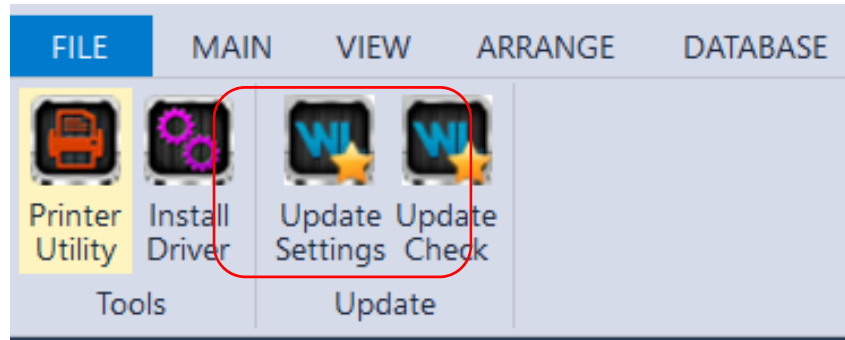 FILE MAIN VIEW ARRANGE DATABASE
Printer Install Update Update
Utility Driver Settings Check
Tools Update